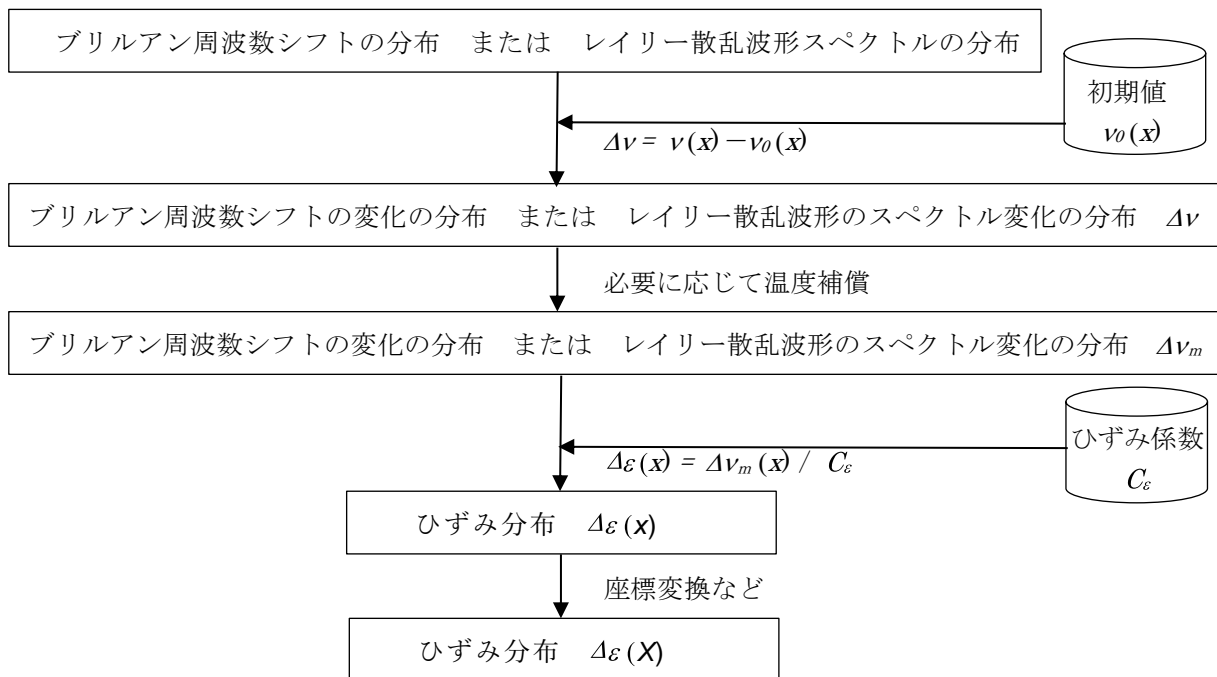 ブリルアン周波数シフトの分布　または　レイリー散乱波形スペクトルの分布
初期値
ν₀(x)
Δν = ν(x)－ν₀(x)
ブリルアン周波数シフトの変化の分布　または　レイリー散乱波形のスペクトル変化の分布　Δν
必要に応じて温度補償
ブリルアン周波数シフトの変化の分布　または　レイリー散乱波形のスペクトル変化の分布　Δνₘ
ひずみ係数
C_ε
Δε(x) = Δνₘ(x) / C_ε
ひずみ分布　Δε(x)
座標変換など
ひずみ分布　Δε(X)